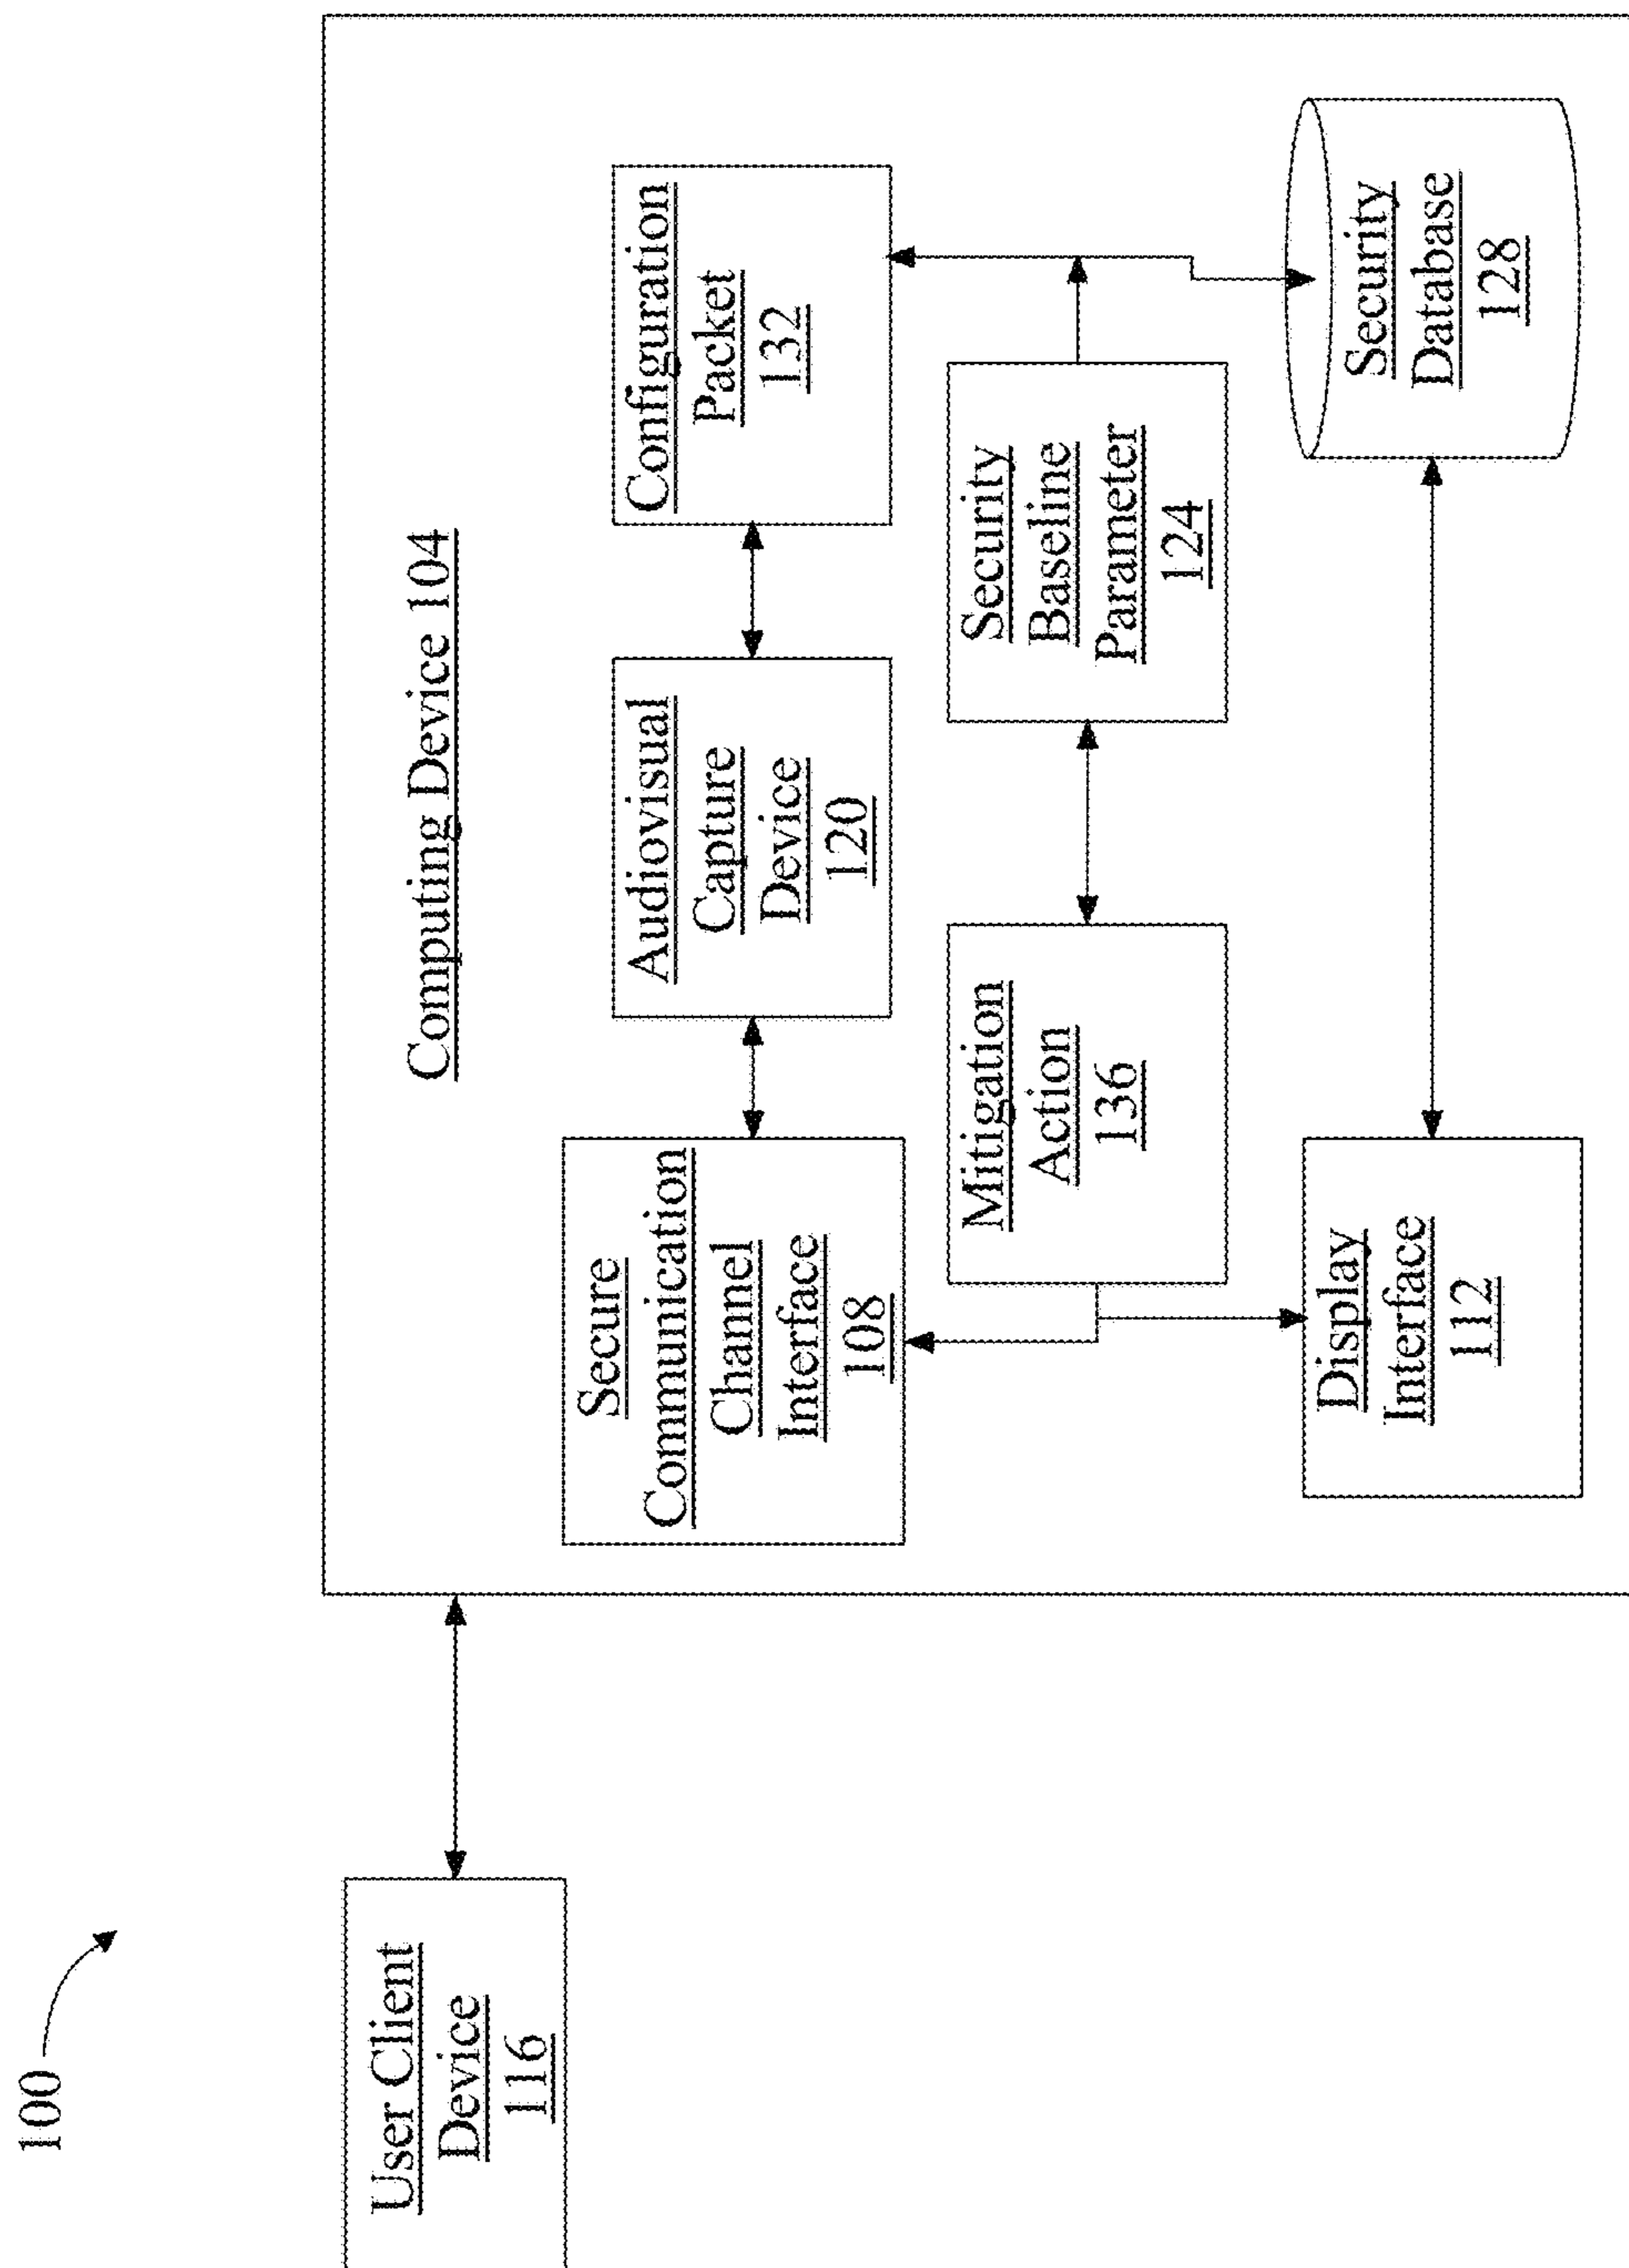 100
User Client
Device
116
Computing Device 104
Secure
Communication
Channel
Interface
108
Audiovisual
Capture
Device
120
Configuration
Packet
132
Mitigation
Action
136
Security
Baseline
Parameter
124
Display
Interface
112
Security
Database
128